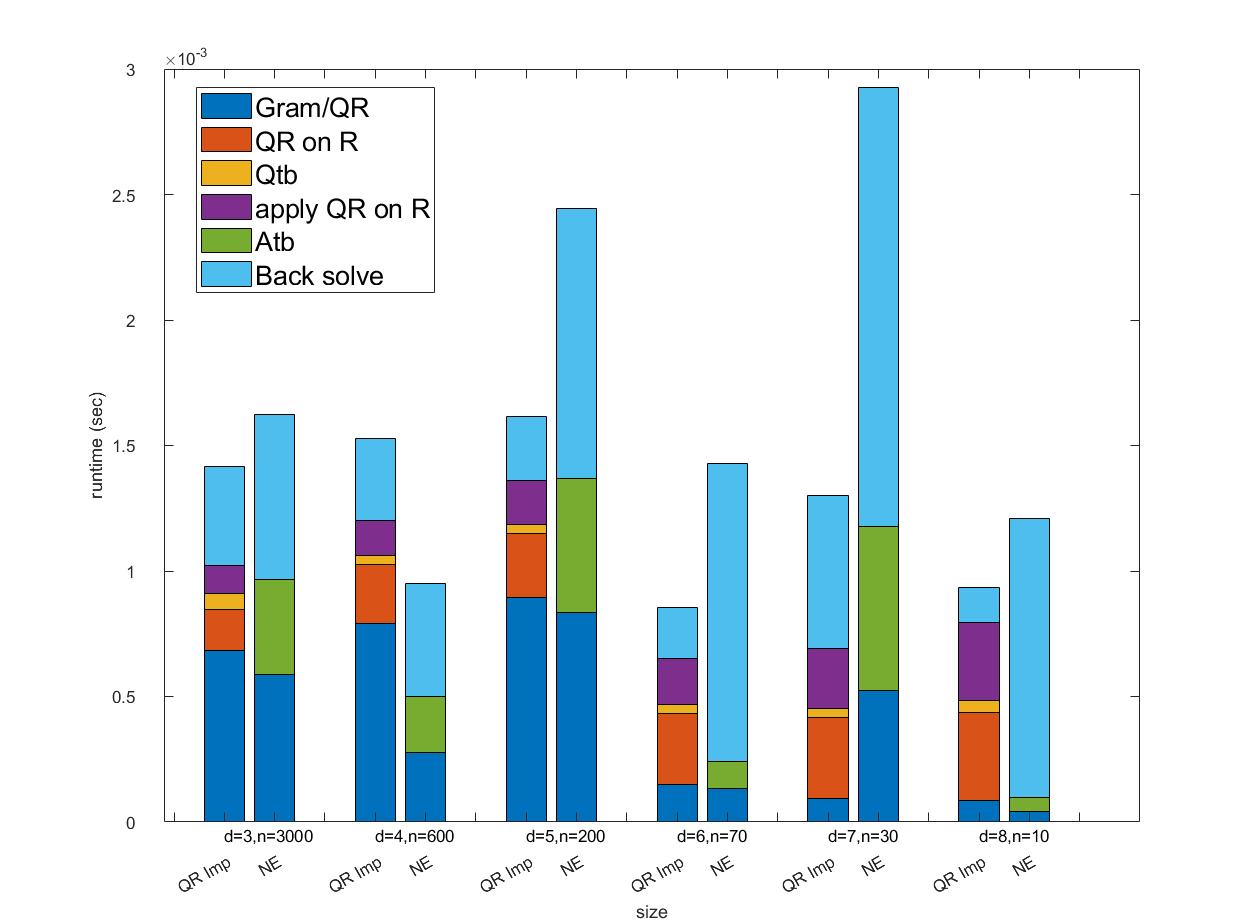 ×10-3
3
2.5
2
1.5
1
0.5
0
runtime (sec)
Gram/QR
QR on R
Qtb
apply QR on R
Atb
Back solve
d=3,n=3000 d=4,n=600 d=5,n=200 d=6,n=70 d=7,n=30 d=8,n=10
QR Imp NE QR Imp NE QR Imp NE QR Imp NE QR Imp NE QR Imp NE
size